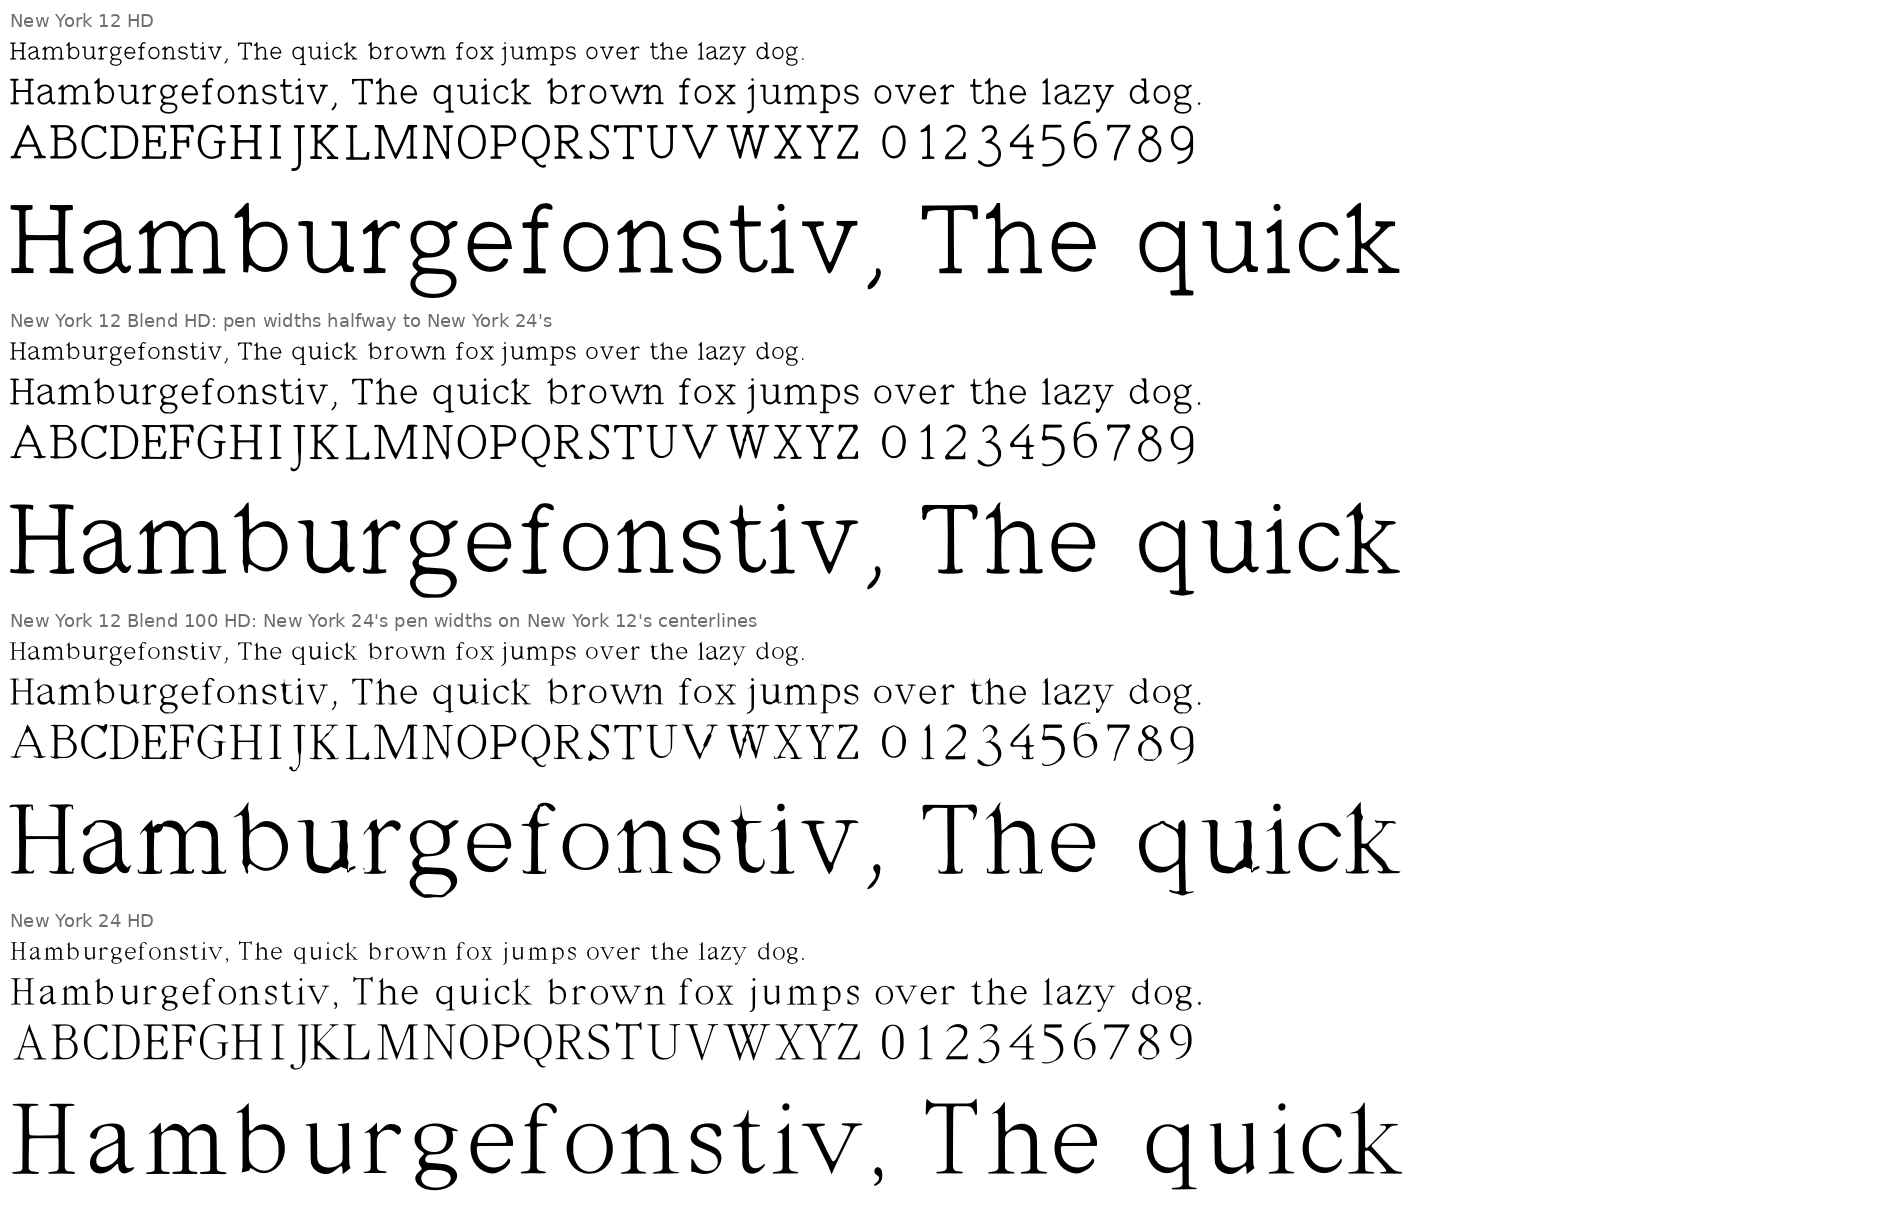 New York 12 HD
Hamburgefonstiv, The quick brown fox jumps over the lazy dog.
Hamburgefonstiv, The quick brown fox jumps over the lazy dog.
ABCDEFGHIJKLMNOPQRSTUVWXYZ 0123456789
Hamburgefonstiv, The quick
New York 12 Blend HD: pen widths halfway to New York 24's
Hamburgefonstiv, The quick brown fox jumps over the lazy dog.
Hamburgefonstiv, The quick brown fox jumps over the lazy dog.
ABCDEFGHIJKLMNOPQRSTUVWXYZ 0123456789
Hamburgefonstiv, The quick
New York 12 Blend 100 HD: New York 24's pen widths on New York 12's centerlines
Hamburgefonstiv, The quick brown fox jumps over the lazy dog.
Hamburgefonstiv, The quick brown fox jumps over the lazy dog.
ABCDEFGHIJKLMNOPQRSTUVWXYZ 0123456789
Hamburgefonstiv, The quick
New York 24 HD
Hamburgefonstiv, The quick brown fox jumps over the lazy dog.
Hamburgefonstiv, The quick brown fox jumps over the lazy dog.
ABCDEFGHIJKLMNOPQRSTUVWXYZ 0123456789
Hamburgefonstiv, The quick